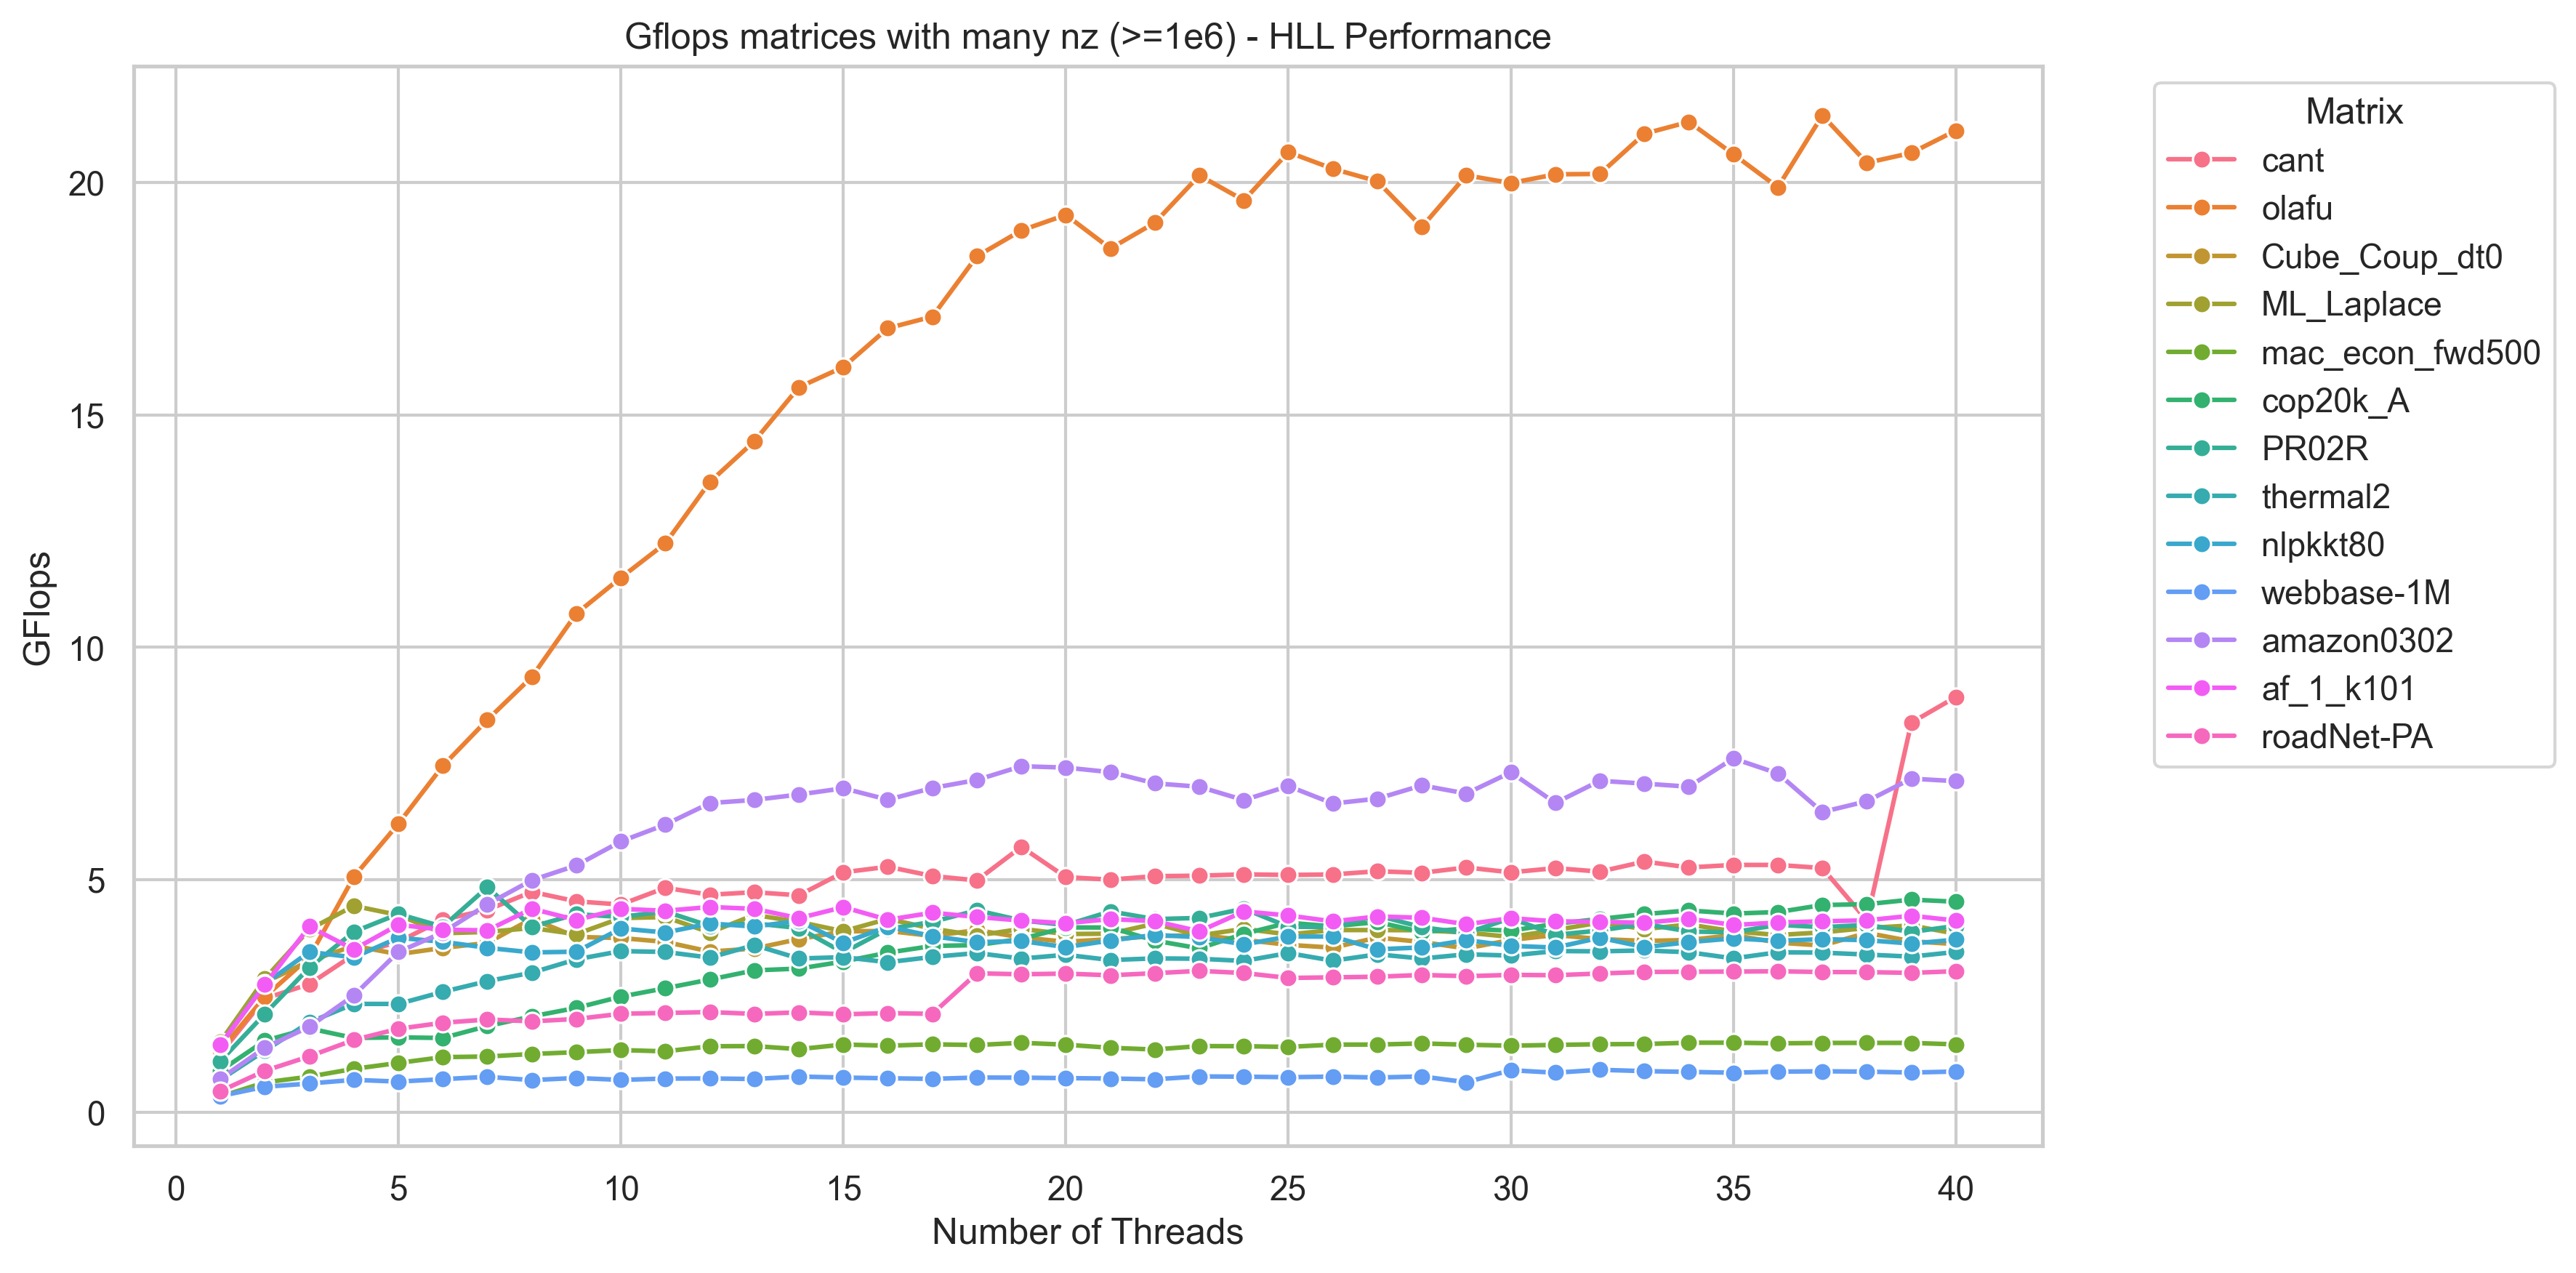 Gflops matrices with many nz (>=1e6) - HLL Performance
GFlops
20
15
10
5
0
0 5 10 15 20 25 30 35 40
Number of Threads
Matrix
cant
olafu
Cube_Coup_dt0
ML_Laplace
mac_econ_fwd500
cop20k_A
PR02R
thermal2
nlpkkt80
webbase-1M
amazon0302
af_1_k101
roadNet-PA